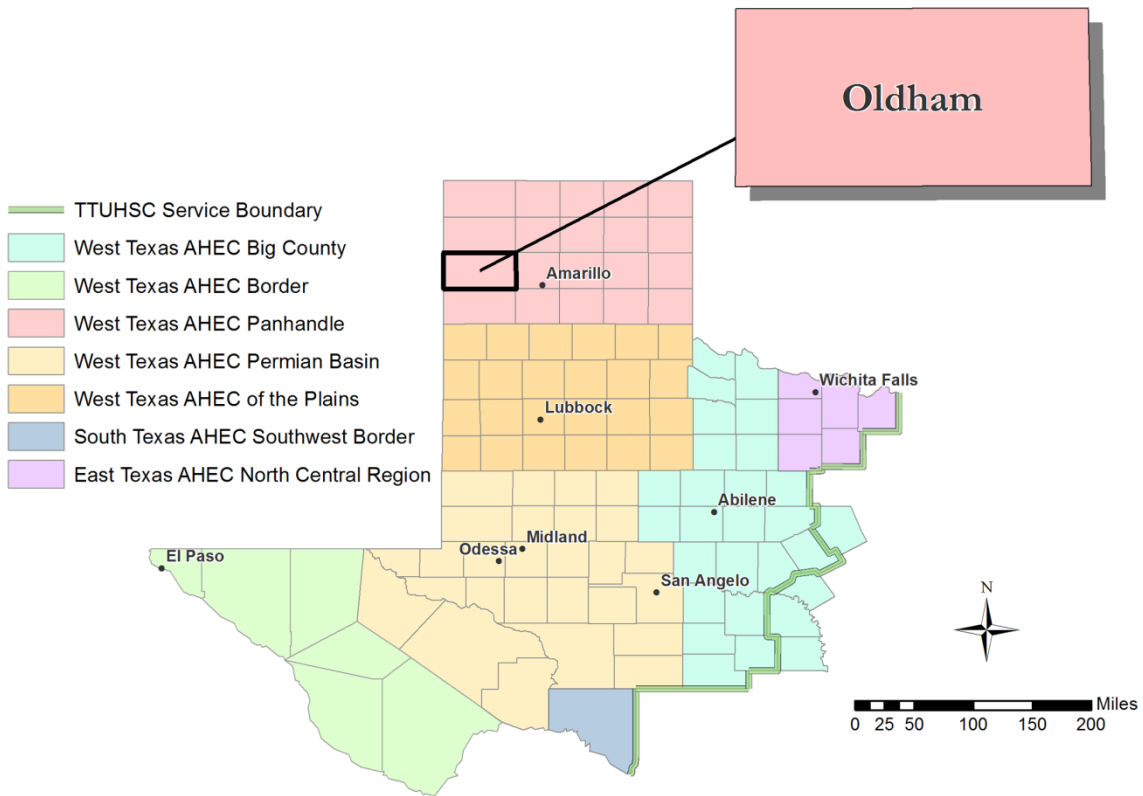 Oldham
TTUHSC Service Boundary
West Texas AHEC Big County
West Texas AHEC Border
West Texas AHEC Panhandle
West Texas AHEC Permian Basin
West Texas AHEC of the Plains
South Texas AHEC Southwest Border
East Texas AHEC North Central Region
Amarillo
Wichita Falls
Lubbock
Abilene
Midland
Odessa
El Paso
San Angelo
N
Miles
0 25 50 100 150 200